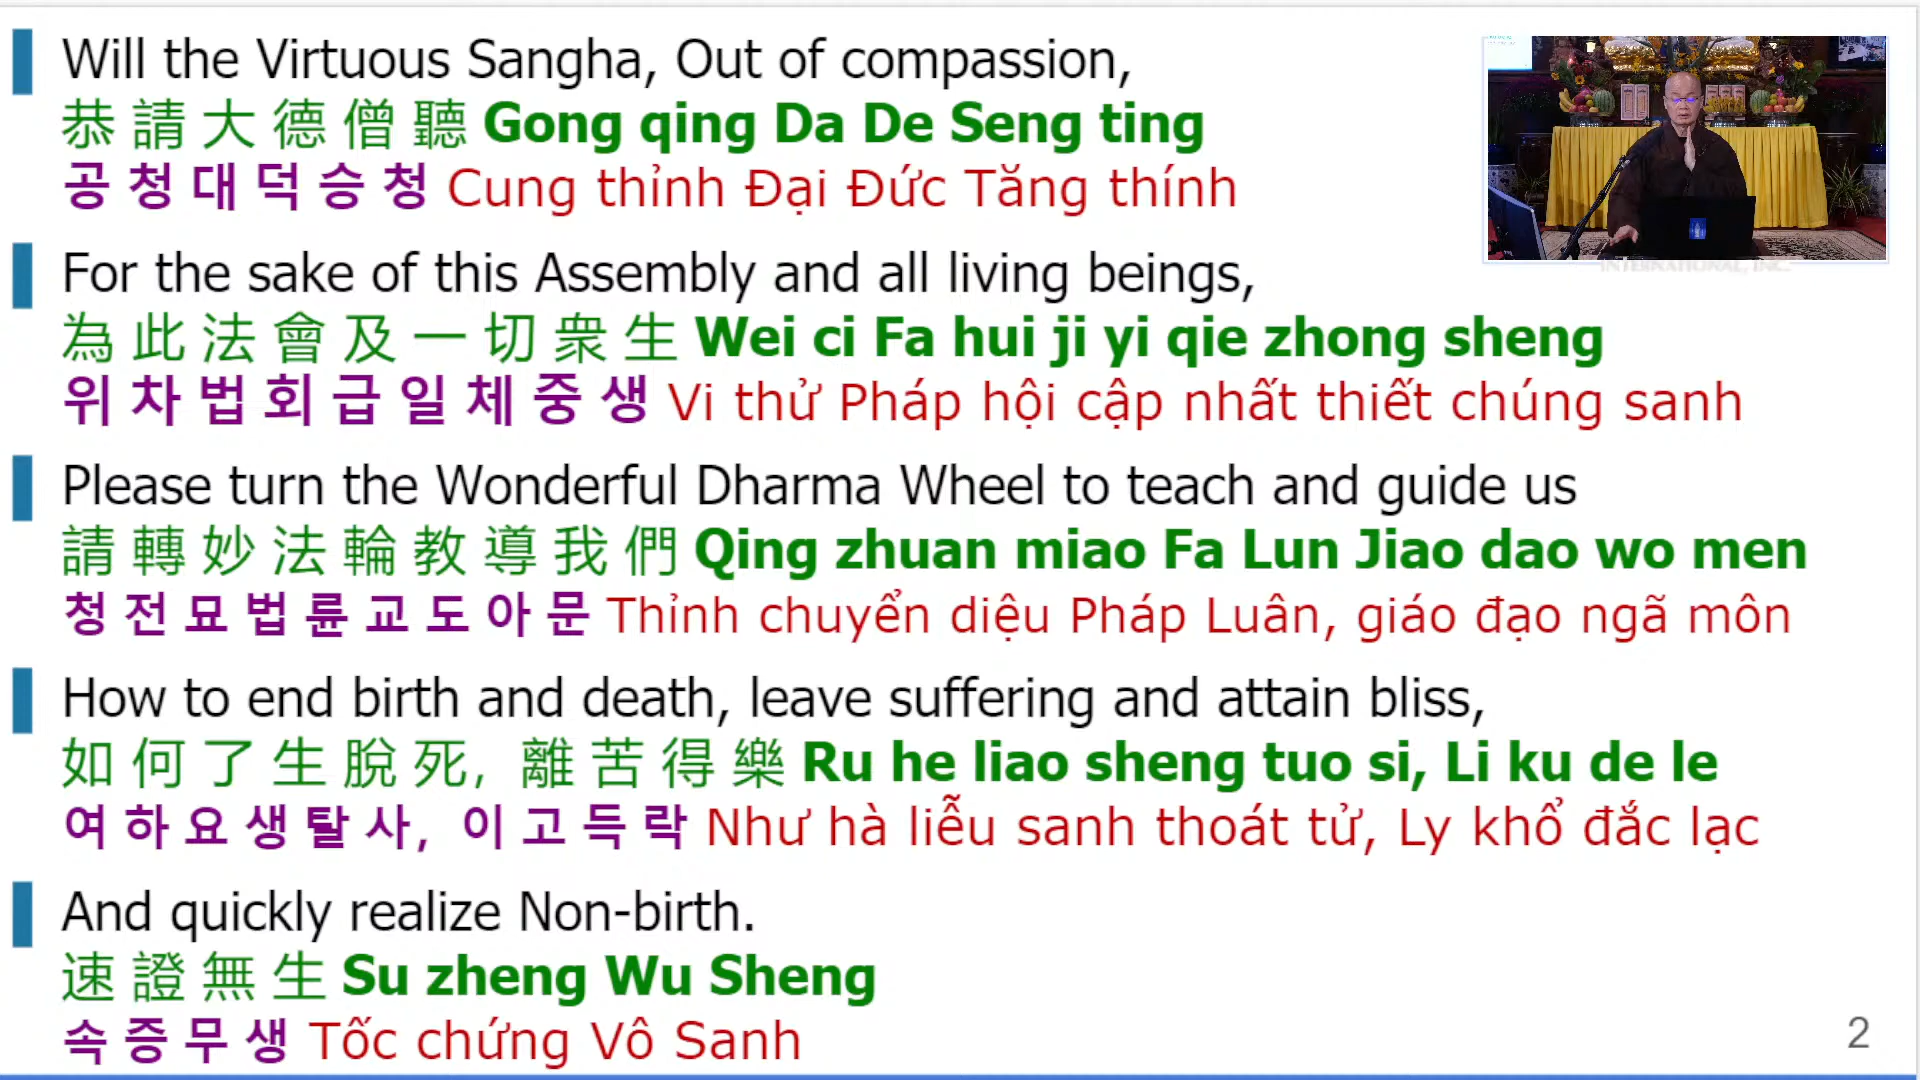 Will the Virtuous Sangha, Out of compassion,
恭 請 大 德 僧 聽 Gong qing Da De Seng ting
공 청 대 덕 승 청 Cung thỉnh Đại Đức Tăng thính
For the sake of this Assembly and all living beings,
為 此 法 會 及 一 切 衆 生 Wei ci Fa hui ji yi qie zhong sheng
위 차 법 회 급 일 체 중 생 Vi thử Pháp hội cập nhất thiết chúng sanh
Please turn the Wonderful Dharma Wheel to teach and guide us
請 轉 妙 法 輪 教 導 我 們 Qing zhuan miao Fa Lun Jiao dao wo men
청 전 묘 법 륜 교 도 아 문 Thỉnh chuyển diệu Pháp Luân, giáo đạo ngã môn
How to end birth and death, leave suffering and attain bliss,
如 何 了 生 脫 死, 離 苦 得 樂 Ru he liao sheng tuo si, Li ku de le
여 하 요 생 탈 사, 이 고 득 락 Như hà liễu sanh thoát tử, Ly khổ đắc lạc
And quickly realize Non-birth.
速 證 無 生 Su zheng Wu Sheng
속 증 무 생 Tốc chứng Vô Sanh
INTERNATIONAL, INC.
2